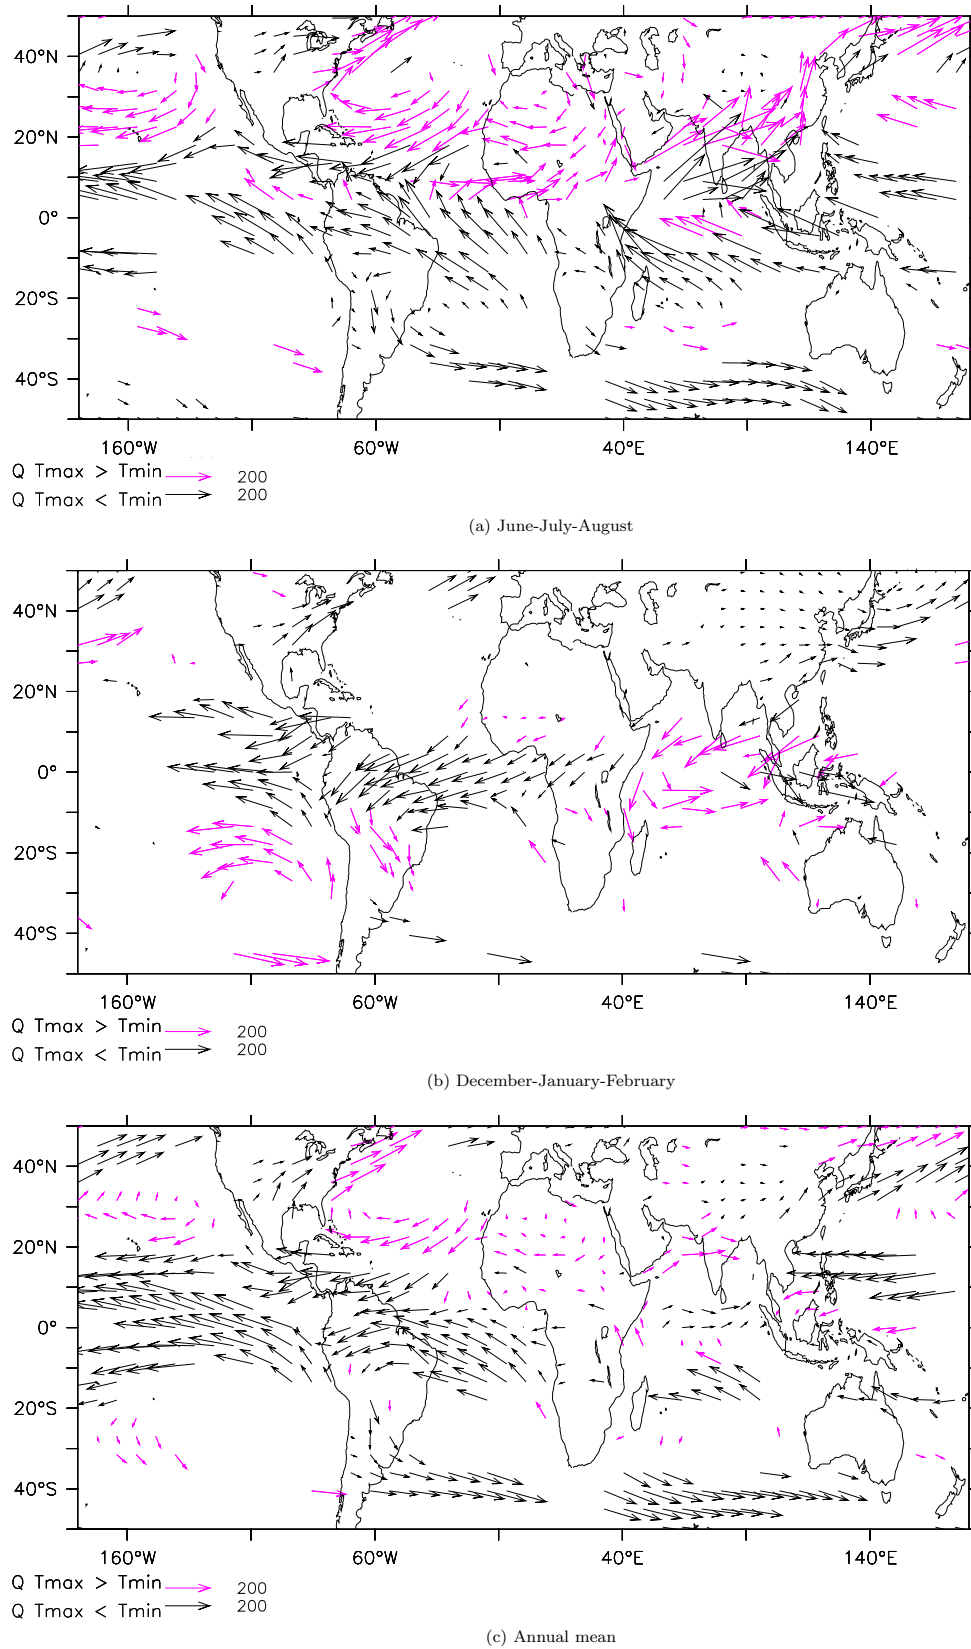 40°N
20°N
0°
20°S
40°S
160°W 60°W 40°E 140°E
Q Tmax > Tmin 200
Q Tmax < Tmin 200
(a) June-July-August
40°N
20°N
0°
20°S
40°S
160°W 60°W 40°E 140°E
Q Tmax > Tmin 200
Q Tmax < Tmin 200
(b) December-January-February
40°N
20°N
0°
20°S
40°S
160°W 60°W 40°E 140°E
Q Tmax > Tmin 200
Q Tmax < Tmin 200
(c) Annual mean